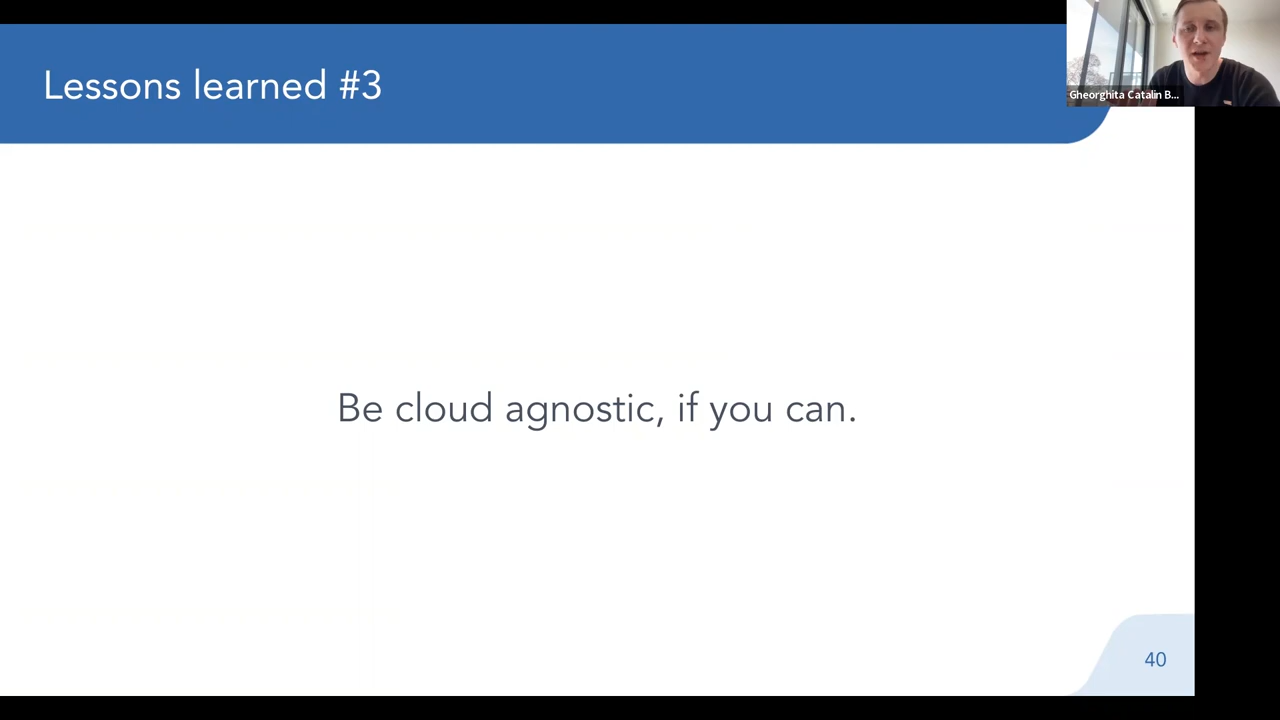 Lessons learned #3
Gheorghita Catalin B...
Be cloud agnostic, if you can.
40